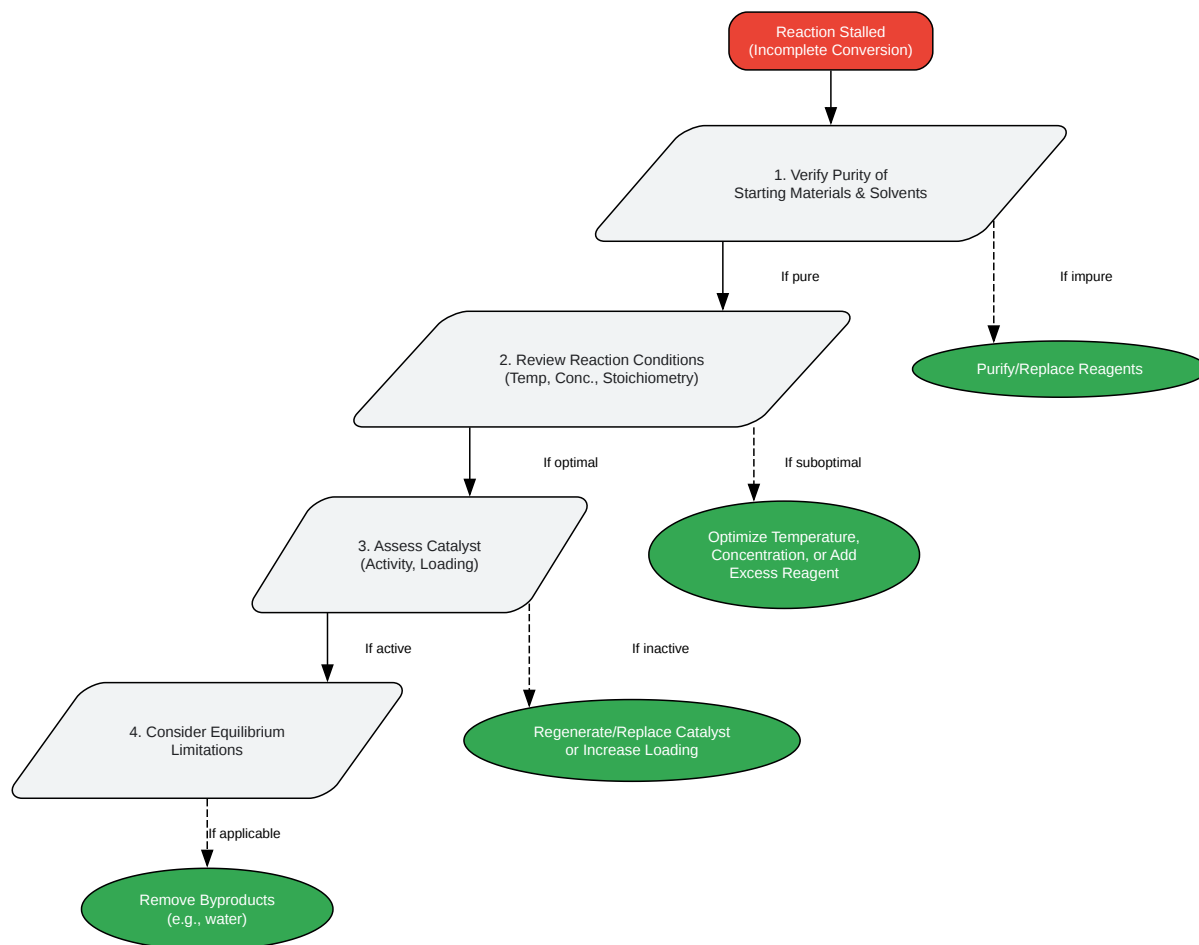 Reaction Stalled
(Incomplete Conversion)
1. Verify Purity of
Starting Materials & Solvents
If pure
If impure
2. Review Reaction Conditions
(Temp, Conc., Stoichiometry)
Purify/Replace Reagents
If optimal
If suboptimal
3. Assess Catalyst
(Activity, Loading)
Optimize Temperature,
Concentration, or Add
Excess Reagent
If active
If inactive
4. Consider Equilibrium
Limitations
Regenerate/Replace Catalyst
or Increase Loading
If applicable
Remove Byproducts
(e.g., water)